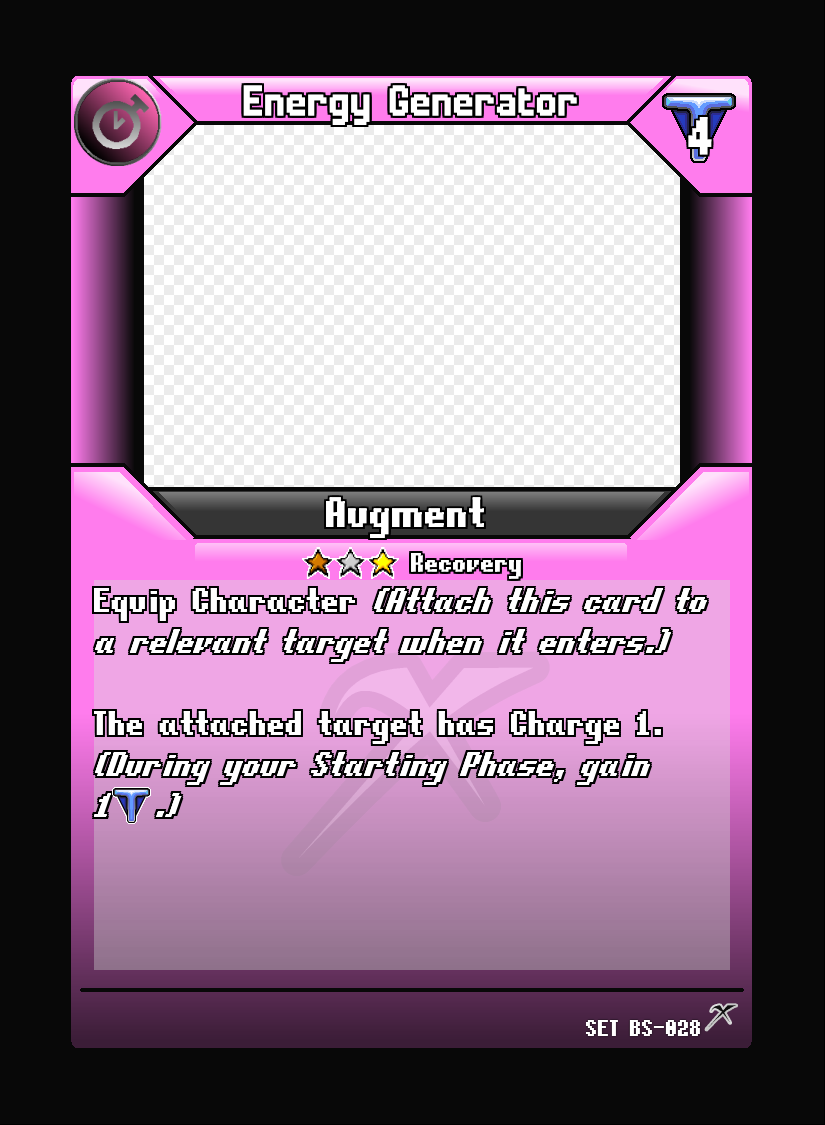 Energy Generator
4
Augment
Recovery
Equip Character (Attach this card to
a relevant target when it enters.)
The attached target has Charge 1.
(During your Starting Phase, gain
1T.)
SET BS-028